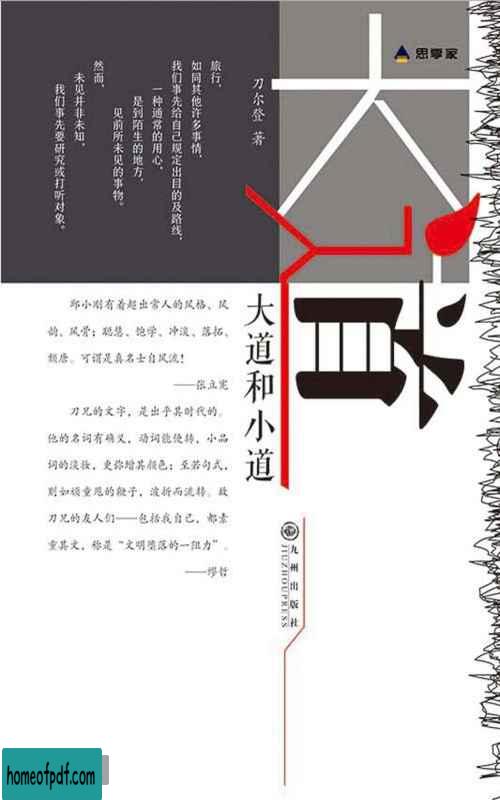 思享家
刀尔登 著
旅行，
如同其他许多事情，
我们事先给自己规定出目的及路线，
一种通常的用心，
是到陌生的地方，
见前所未见的事物。
然而，
未见并非未知，
我们事先要研究或打听对象。
大道和小道
邱小刚有着超出常人的风格、风
韵、风骨；聪慧、饱学、冲淡、落拓、
颓唐。可谓是真名士自风流！
——张立宪
刀兄的文字，是出乎其时代的。
他的名词有确义，动词能使转，小品
词的淡妆，更弥增其颜色；至若句式，
则如顽童甩的鞭子，波折而流转。故
刀兄的友人们——包括我自己，都素
重其文，称是“文明堕落的一阻力”。
——缪哲
九州出版社
JIUZHOUPRESS
homeofpdf.com